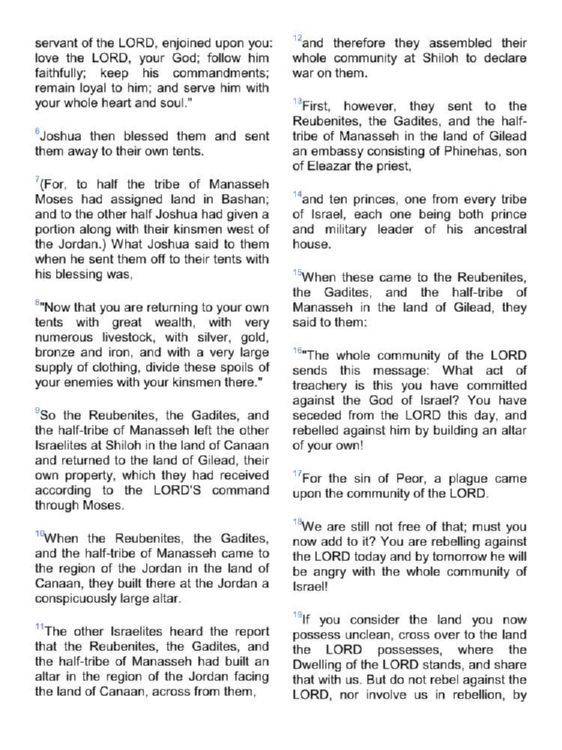 servant of the LORD, enjoined upon you:
love the LORD, your God; follow him
faithfully; keep his commandments;
remain loyal to him; and serve him with
your whole heart and soul."
6Joshua then blessed them and sent
them away to their own tents.
7(For, to half the tribe of Manasseh
Moses had assigned land in Bashan;
and to the other half Joshua had given a
portion along with their kinsmen west of
the Jordan.) What Joshua said to them
when he sent them off to their tents with
his blessing was,
8"Now that you are returning to your own
tents with great wealth, with very
numerous livestock, with silver, gold,
bronze and iron, and with a very large
supply of clothing, divide these spoils of
your enemies with your kinsmen there."
9So the Reubenites, the Gadites, and
the half-tribe of Manasseh left the other
Israelites at Shiloh in the land of Canaan
and returned to the land of Gilead, their
own property, which they had received
according to the LORD'S command
through Moses.
10When the Reubenites, the Gadites,
and the half-tribe of Manasseh came to
the region of the Jordan in the land of
Canaan, they built there at the Jordan a
conspicuously large altar.
11The other Israelites heard the report
that the Reubenites, the Gadites, and
the half-tribe of Manasseh had built an
altar in the region of the Jordan facing
the land of Canaan, across from them,
12and therefore they assembled their
whole community at Shiloh to declare
war on them.
13First, however, they sent to the
Reubenites, the Gadites, and the half-
tribe of Manasseh in the land of Gilead
an embassy consisting of Phinehas, son
of Eleazar the priest,
14and ten princes, one from every tribe
of Israel, each one being both prince
and military leader of his ancestral
house.
15When these came to the Reubenites,
the Gadites, and the half-tribe of
Manasseh in the land of Gilead, they
said to them:
16"The whole community of the LORD
sends this message: What act of
treachery is this you have committed
against the God of Israel? You have
seceded from the LORD this day, and
rebelled against him by building an altar
of your own!
17For the sin of Peor, a plague came
upon the community of the LORD.
18We are still not free of that; must you
now add to it? You are rebelling against
the LORD today and by tomorrow he will
be angry with the whole community of
Israel!
19If you consider the land you now
possess unclean, cross over to the land
the LORD possesses, where the
Dwelling of the LORD stands, and share
that with us. But do not rebel against the
LORD, nor involve us in rebellion, by